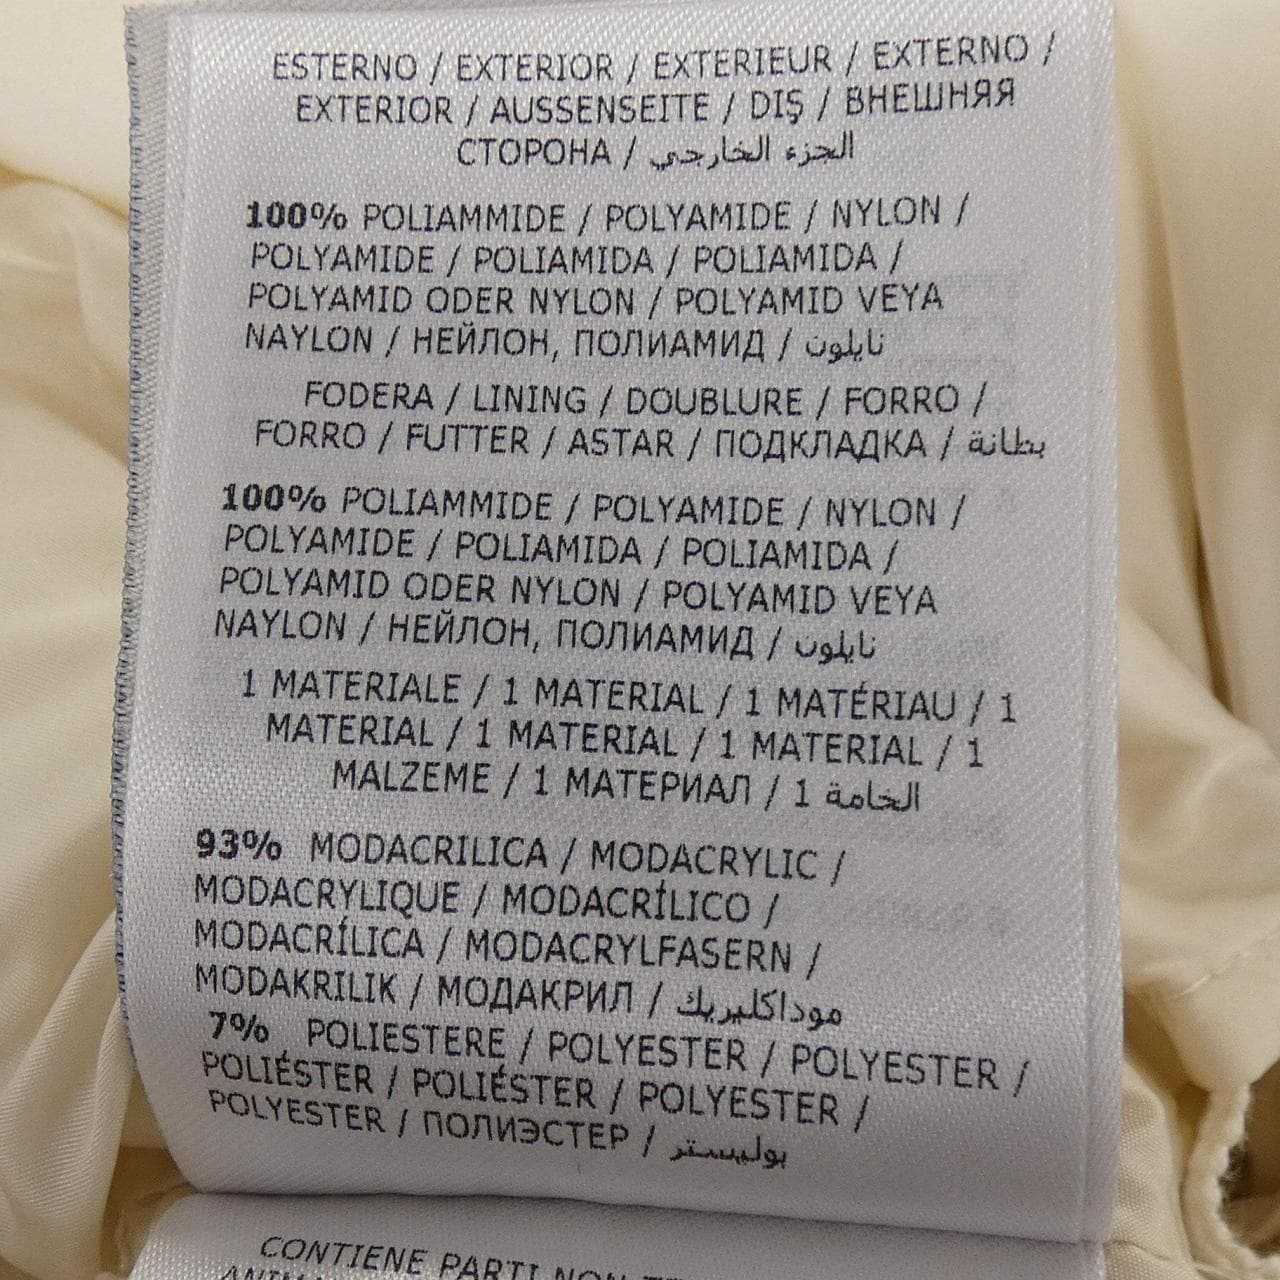 ESTERNO / EXTERIOR / EXTERIEUR / EXTERNO /
EXTERIOR / AUSSENSEITE / DIŞ / ВНЕШНЯЯ
СТОРОНА / الجزء الخارجي
100% POLIAMMIDE / POLYAMIDE / NYLON /
POLYAMIDE / POLIAMIDA / POLIAMIDA /
POLYAMID ODER NYLON / POLYAMID VEYA
NAYLON / НЕЙЛОН, ПОЛИАМИД / نايلون
FODERA / LINING / DOUBLURE / FORRO /
FORRO / FUTTER / ASTAR / ПОДКЛАДКА / بطانة
100% POLIAMMIDE / POLYAMIDE / NYLON /
POLYAMIDE / POLIAMIDA / POLIAMIDA /
POLYAMID ODER NYLON / POLYAMID VEYA
NAYLON / НЕЙЛОН, ПОЛИАМИД / نايلون
1 MATERIALE / 1 MATERIAL / 1 MATÉRIAU / 1
MATERIAL / 1 MATERIAL / 1 MATERIAL / 1
MALZEME / 1 МАТЕРИАЛ / 1 الخامة
93% MODACRILICA / MODACRYLIC /
MODACRYLIQUE / MODACRÍLICO /
MODACRÍLICA / MODACRYLFASERN /
MODAKRILIK / МОДАКРИЛ / موداكليريك
7% POLIESTERE / POLYESTER / POLYESTER /
POLIÉSTER / POLIÉSTER / POLYESTER /
POLYESTER / ПОЛИЭСТЕР / بوليستر
CONTIENE PARTI NON